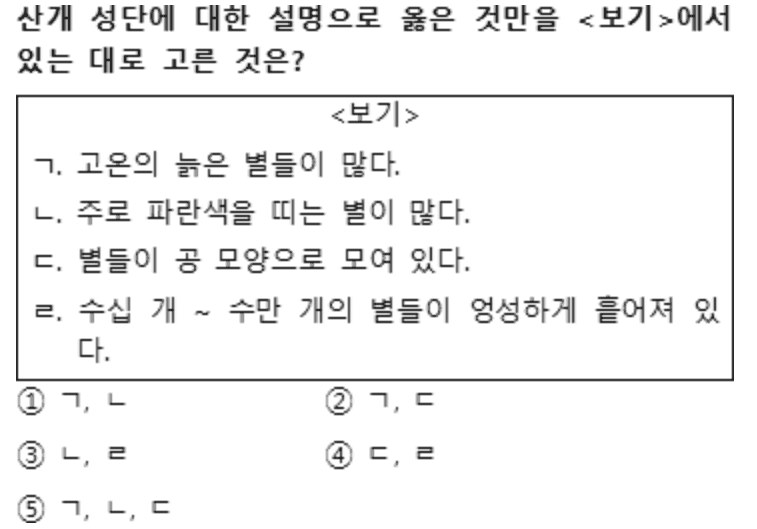 산개 성단에 대한 설명으로 옳은 것만을 <보기>에서
있는 대로 고른 것은?
<보기>
ㄱ. 고온의 늙은 별들이 많다.
ㄴ. 주로 파란색을 띠는 별이 많다.
ㄷ. 별들이 공 모양으로 모여 있다.
ㄹ. 수십 개 ~ 수만 개의 별들이 엉성하게 흩어져 있
다.
① ㄱ, ㄴ ② ㄱ, ㄷ
③ ㄴ, ㄹ ④ ㄷ, ㄹ
⑤ ㄱ, ㄴ, ㄷ